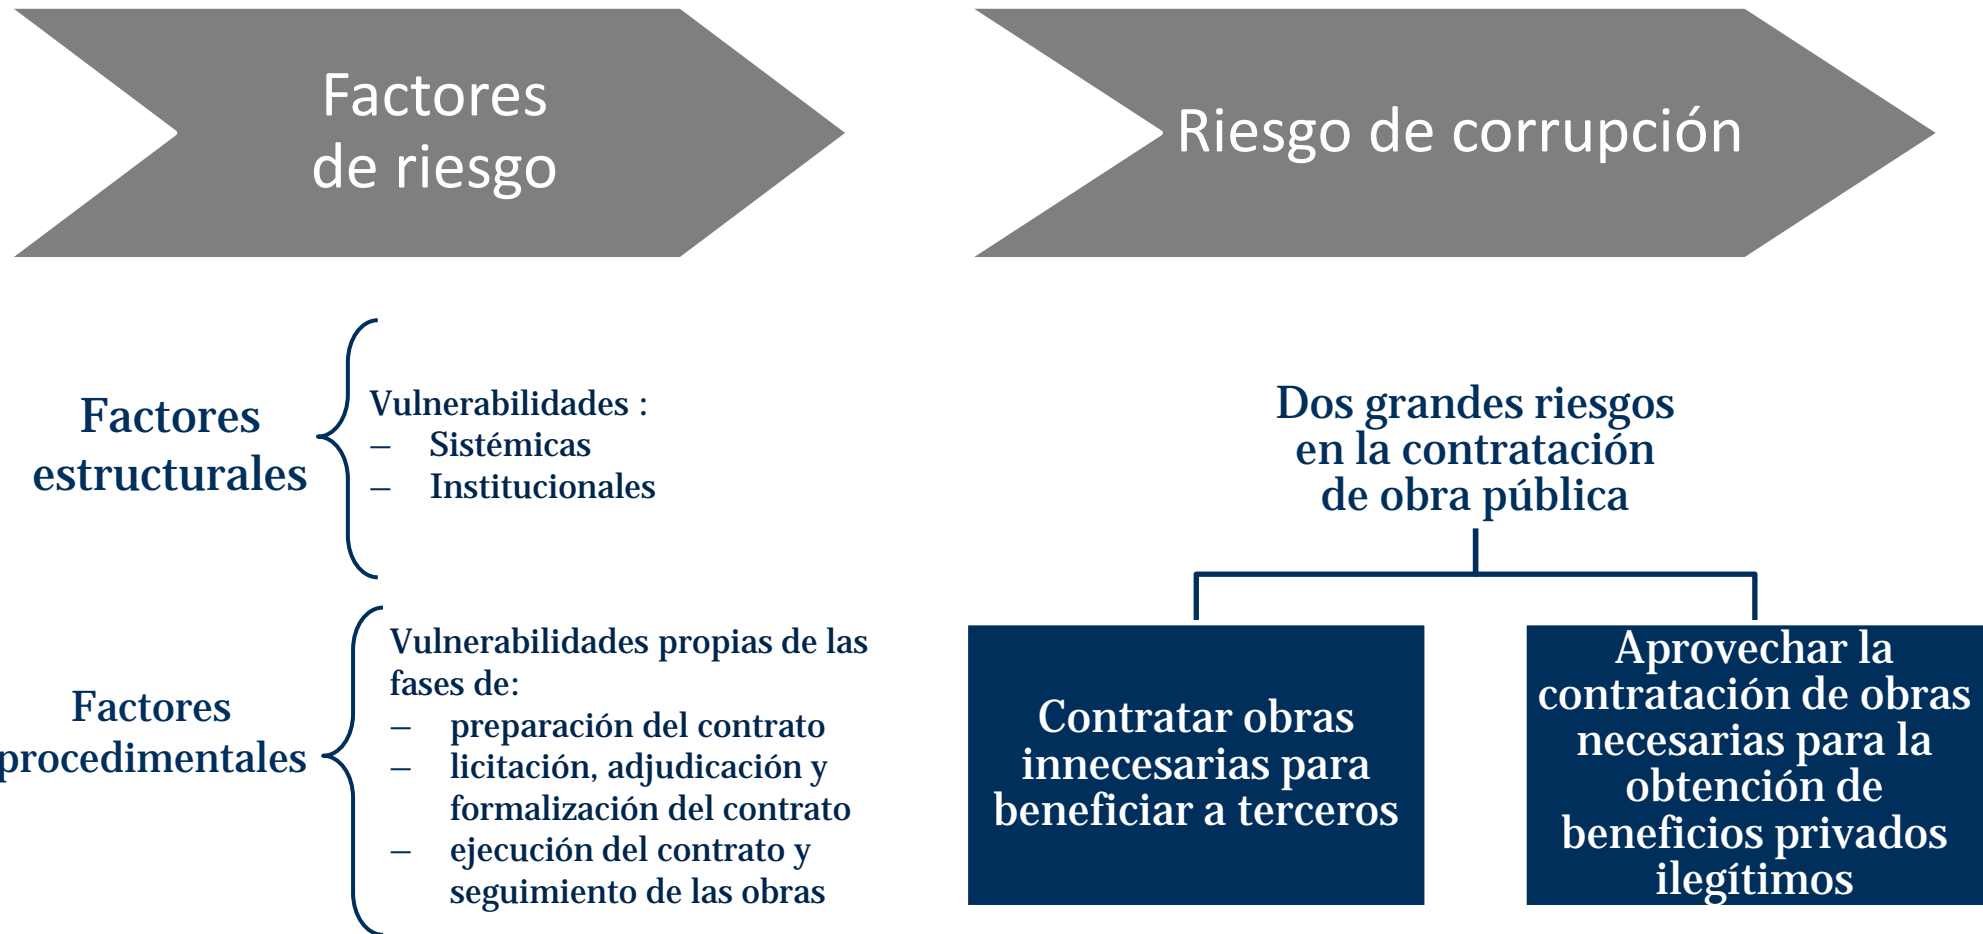 Factores
de riesgo
Riesgo de corrupción
Factores
estructurales
Vulnerabilidades :
– Sistémicas
– Institucionales
Factores
procedimentales
Vulnerabilidades propias de las
fases de:
– preparación del contrato
– licitación, adjudicación y
formalización del contrato
– ejecución del contrato y
seguimiento de las obras
Dos grandes riesgos
en la contratación
de obra pública
Contratar obras
innecesarias para
beneficiar a terceros
Aprovechar la
contratación de obras
necesarias para la
obtención de
beneficios privados
ilegítimos